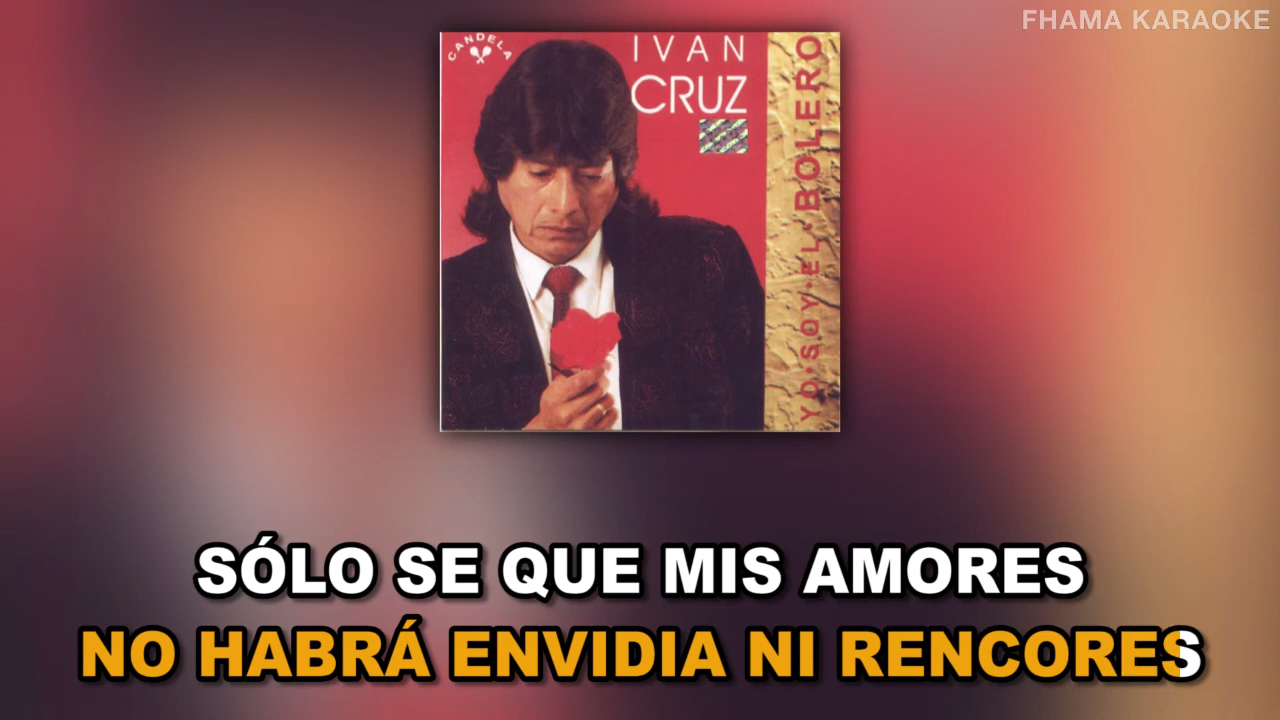 FHAMA KARAOKE
CANDELA
IVAN
CRUZ
YO•SOY•EL•BOLERO
SÓLO SE QUE MIS AMORES
NO HABRÁ ENVIDIA NI RENCORES